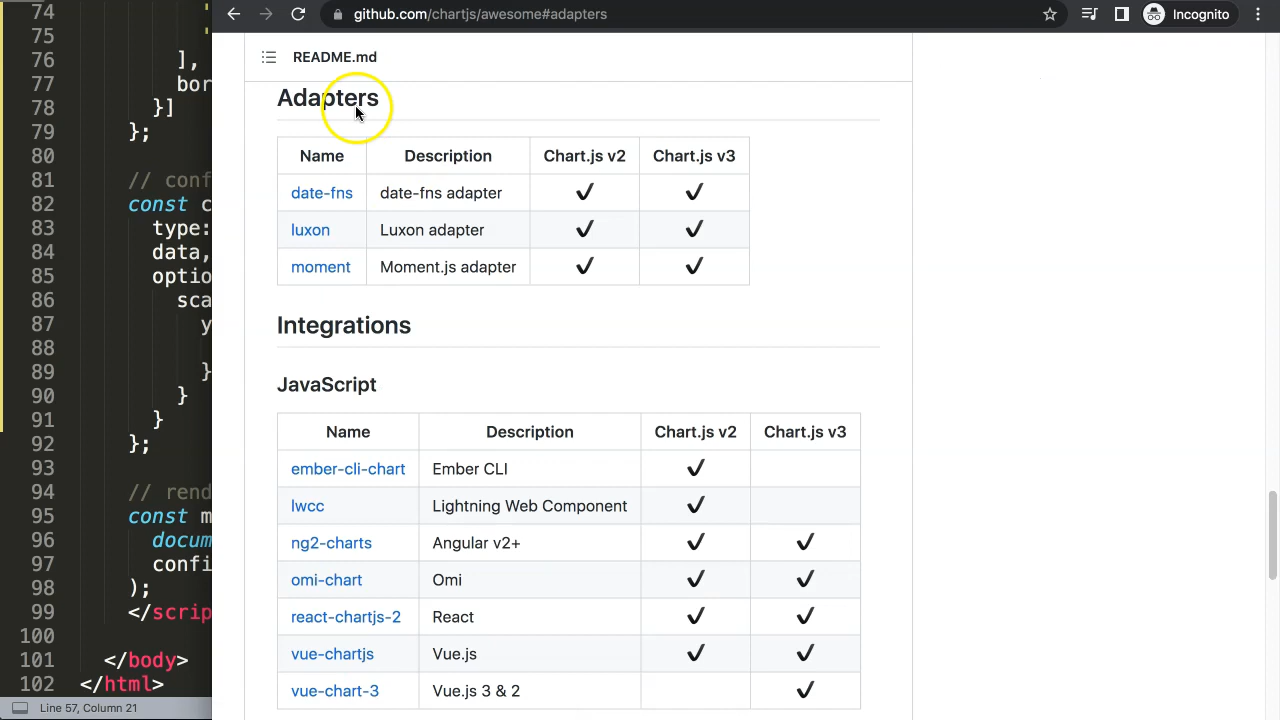 74 '
75 '
76 ],
77 bor
78 }]
79 };
80
81 // conf
82 const c
83 type:
84 data,
85 optio
86 sca
87 y
88
89 }
90 }
91 }
92 };
93
94 // rend
95 const m
96 docum
97 confi
98 );
99 </scrip
100
101 </body>
102 </html>
Line 57, Column 21
github.com/chartjs/awesome#adapters
Incognito
README.md
Adapters
Name Description Chart.js v2 Chart.js v3
date-fns date-fns adapter ✔ ✔
luxon Luxon adapter ✔ ✔
moment Moment.js adapter ✔ ✔
Integrations
JavaScript
Name Description Chart.js v2 Chart.js v3
ember-cli-chart Ember CLI ✔
lwcc Lightning Web Component ✔
ng2-charts Angular v2+ ✔ ✔
omi-chart Omi ✔ ✔
react-chartjs-2 React ✔ ✔
vue-chartjs Vue.js ✔ ✔
vue-chart-3 Vue.js 3 & 2 ✔